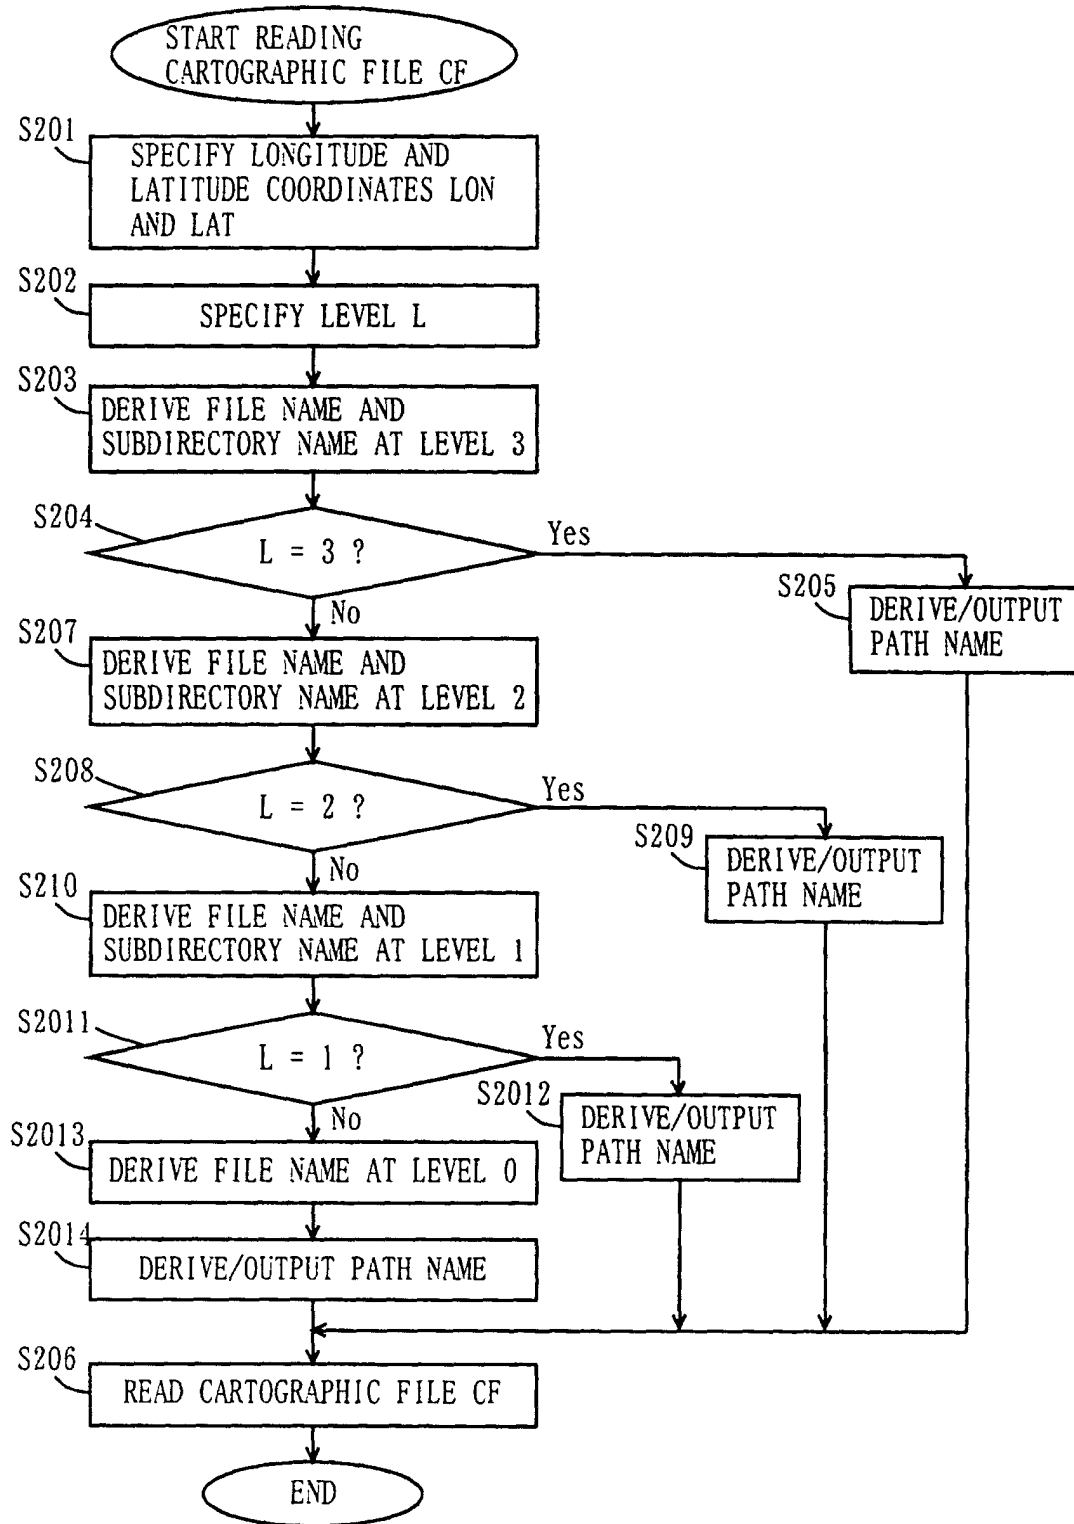 START READING
CARTOGRAPHIC FILE CF
S201
SPECIFY LONGITUDE AND
LATITUDE COORDINATES LON
AND LAT
S202
SPECIFY LEVEL L
S203
DERIVE FILE NAME AND
SUBDIRECTORY NAME AT LEVEL 3
S204
L = 3 ?
Yes
S205
DERIVE/OUTPUT
PATH NAME
No
S207
DERIVE FILE NAME AND
SUBDIRECTORY NAME AT LEVEL 2
S208
L = 2 ?
Yes
S209
DERIVE/OUTPUT
PATH NAME
No
S210
DERIVE FILE NAME AND
SUBDIRECTORY NAME AT LEVEL 1
S2011
L = 1 ?
Yes
S2012
DERIVE/OUTPUT
PATH NAME
No
S2013
DERIVE FILE NAME AT LEVEL 0
S2014
DERIVE/OUTPUT PATH NAME
S206
READ CARTOGRAPHIC FILE CF
END